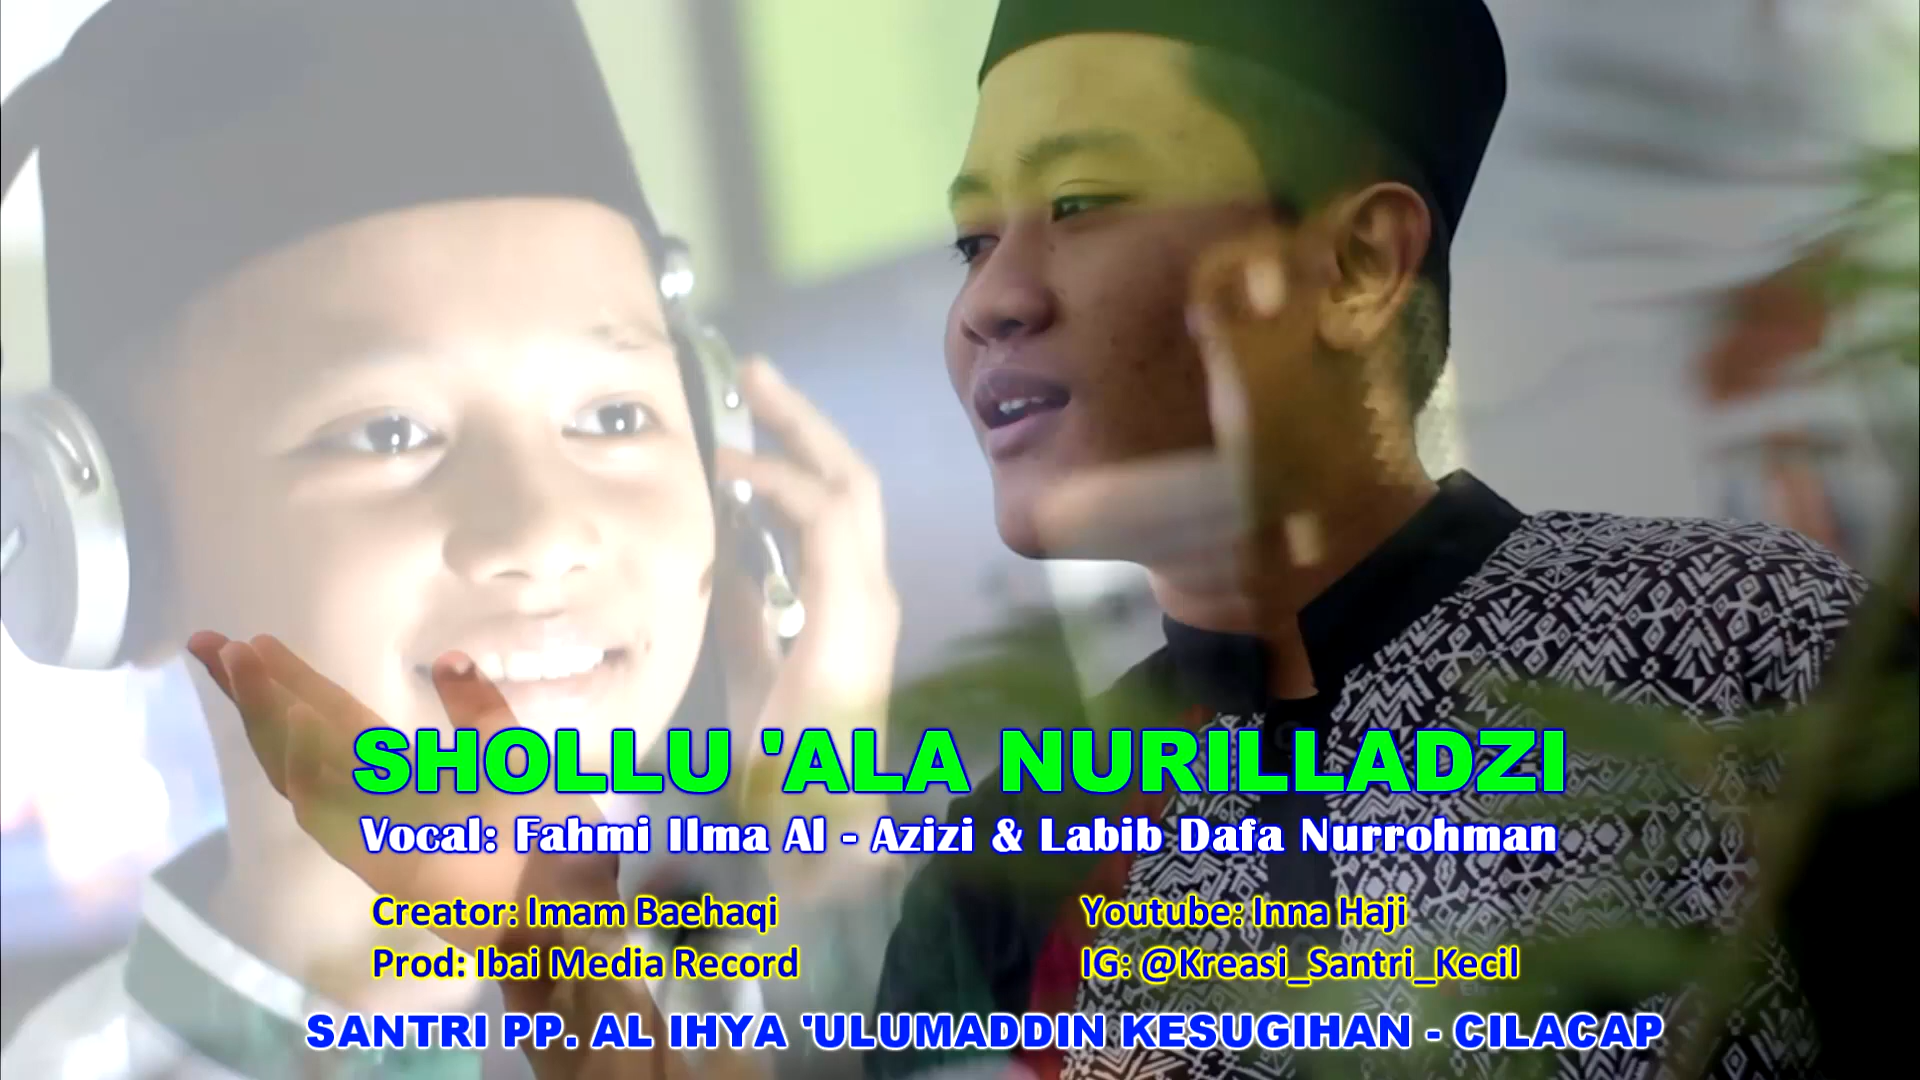 SHOLLU 'ALA NURILLADZI
Vocal: Fahmi Ilma Al - Azizi & Labib Dafa Nurrohman
Creator: Imam Baehaqi
Youtube: Inna Haji
Prod: Ibai Media Record
IG: @Kreasi_Santri_Kecil
SANTRI PP. AL IHYA 'ULUMADDIN KESUGIHAN - CILACAP